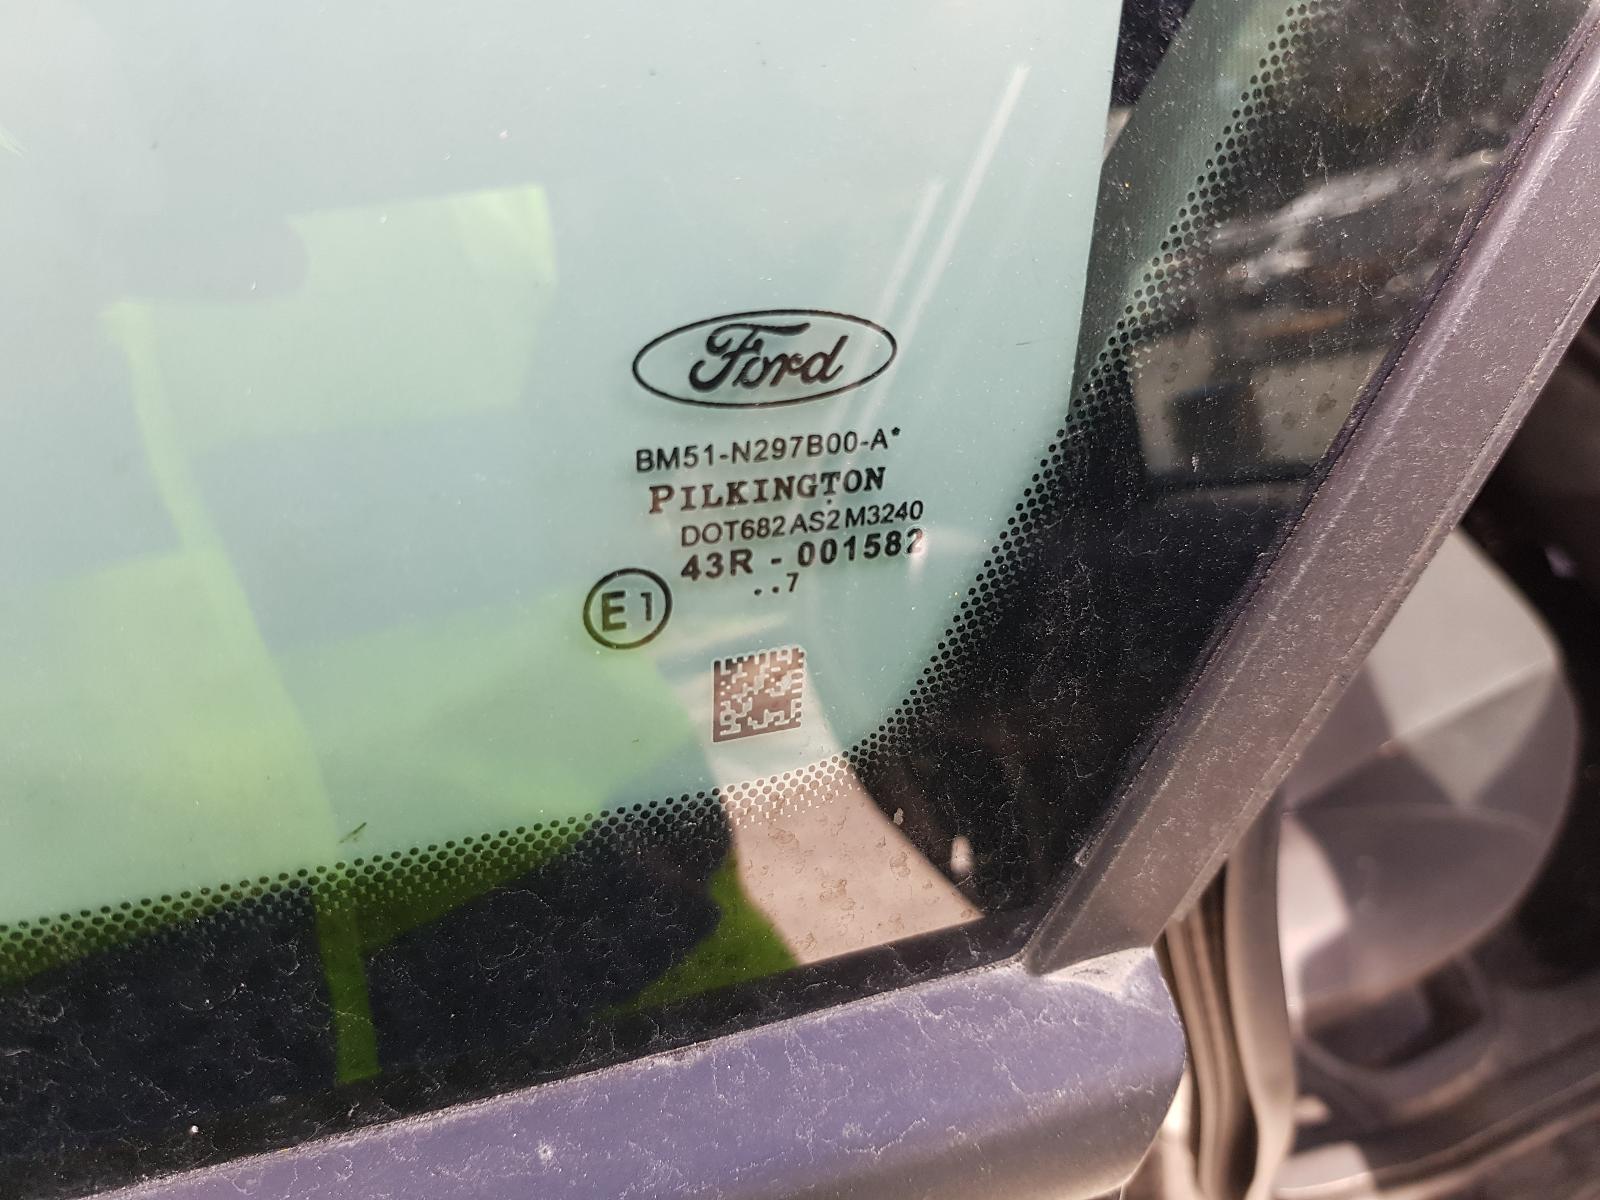 Ford
BM51-N297B00-A*
PILKINGTON
DOT682 AS2 M3240
43R - 001582
..7
E1